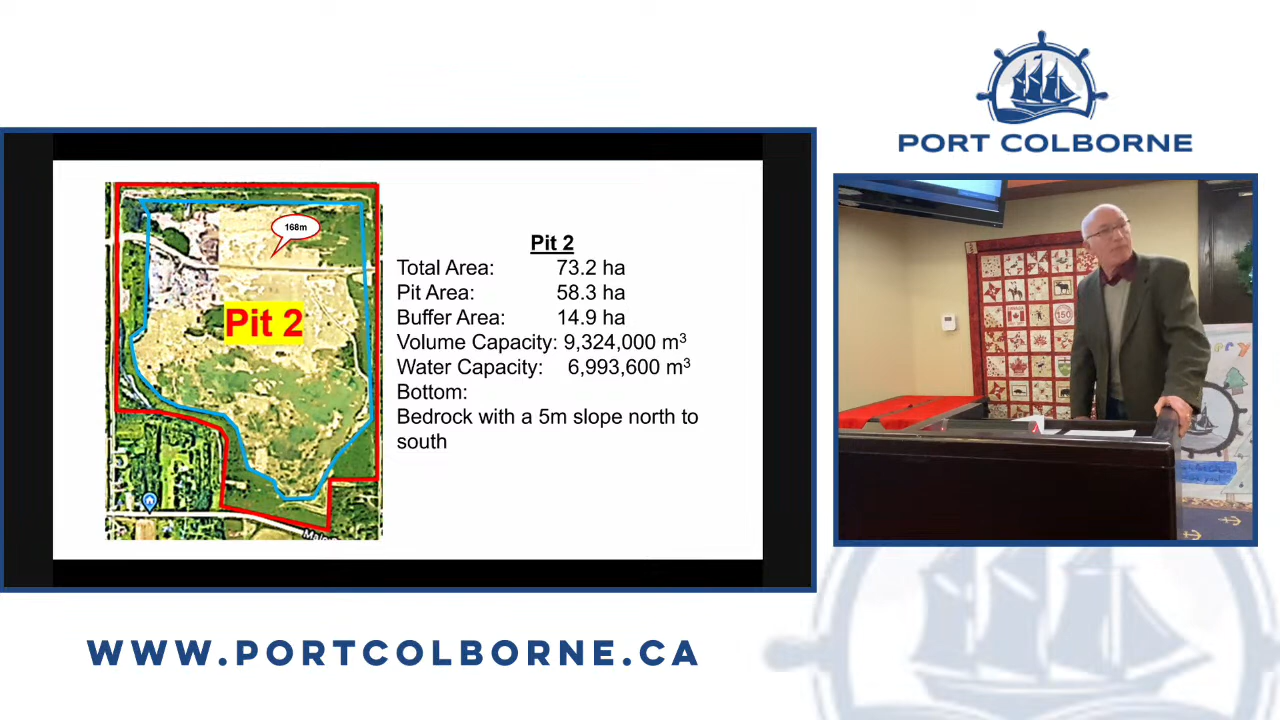 PORT COLBORNE
168m
Pit 2
Pit 2
Total Area: 73.2 ha
Pit Area: 58.3 ha
Buffer Area: 14.9 ha
Volume Capacity: 9,324,000 m³
Water Capacity: 6,993,600 m³
Bottom:
Bedrock with a 5m slope north to
south
150
WWW.PORTCOLBORNE.CA